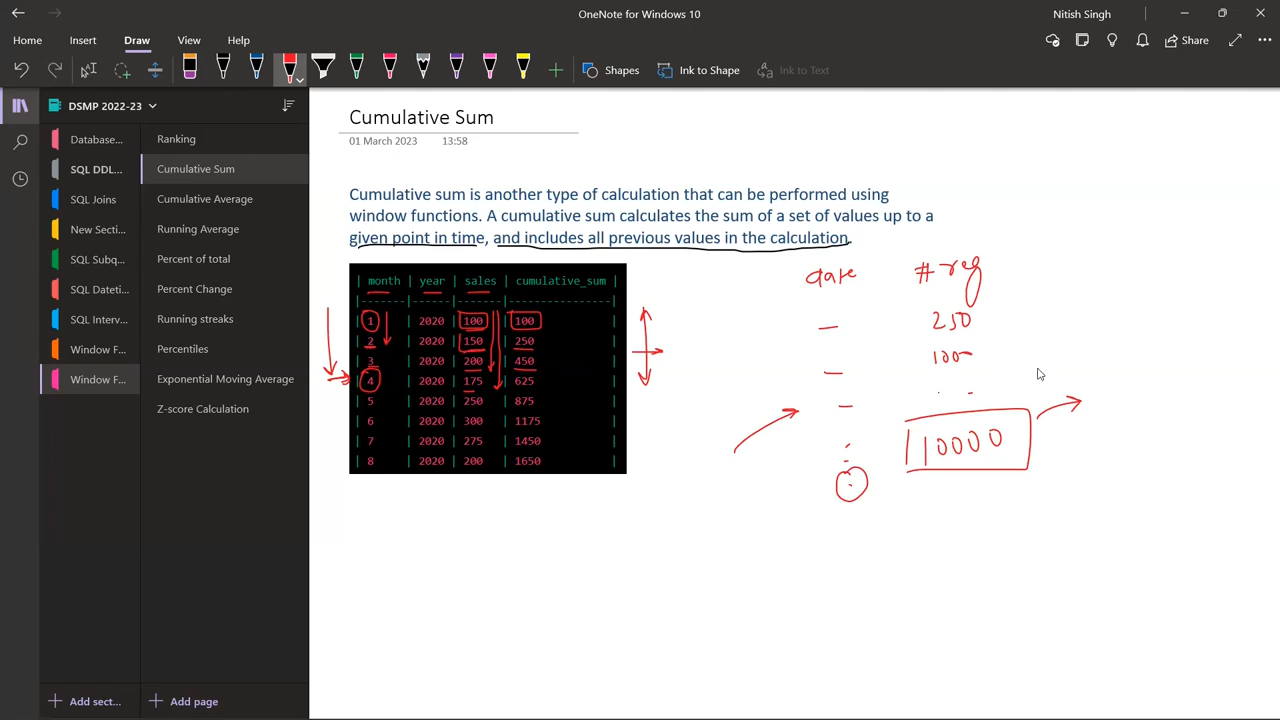 OneNote for Windows 10
Nitish Singh
Home Insert Draw View Help
Share
Shapes
Ink to Shape
Ink to Text
DSMP 2022-23
Database...
SQL DDL...
SQL Joins
New Secti...
SQL Subq...
SQL Dateti...
SQL Interv...
Window F...
Window F...
Add sect...
Ranking
Cumulative Sum
Cumulative Average
Running Average
Percent of total
Percent Change
Running streaks
Percentiles
Exponential Moving Average
Z-score Calculation
Add page
Cumulative Sum
01 March 2023 13:58
Cumulative sum is another type of calculation that can be performed using
window functions. A cumulative sum calculates the sum of a set of values up to a
given point in time, and includes all previous values in the calculation.
| month | year | sales | cumulative_sum |
|-------|------|-------|----------------|
| 1 | 2020 | 100 | 100 |
| 2 | 2020 | 150 | 250 |
| 3 | 2020 | 200 | 450 |
| 4 | 2020 | 175 | 625 |
| 5 | 2020 | 250 | 875 |
| 6 | 2020 | 300 | 1175 |
| 7 | 2020 | 275 | 1450 |
| 8 | 2020 | 200 | 1650 |
date # reg
250
100
10000